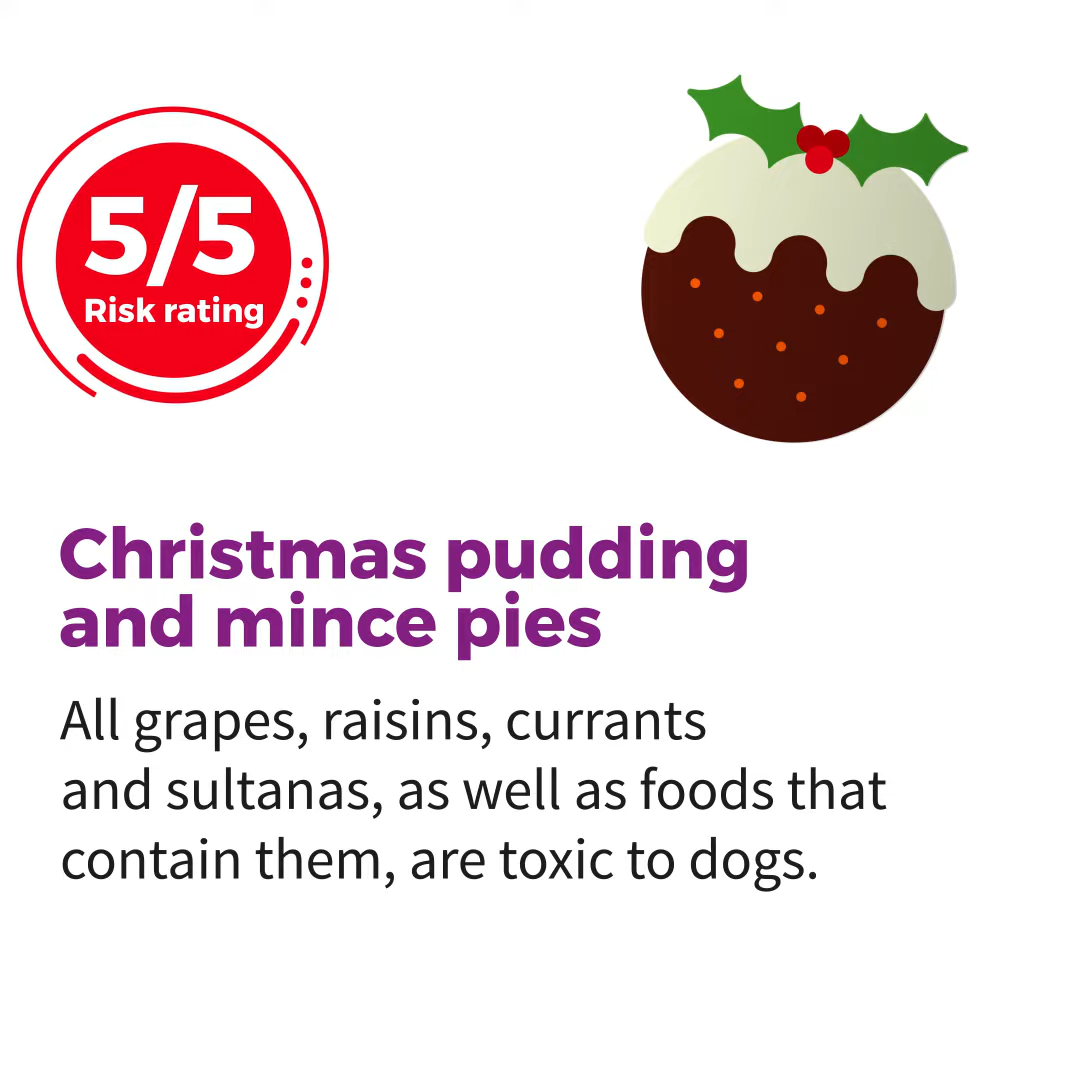 5/5
Risk rating
Christmas pudding
and mince pies
All grapes, raisins, currants
and sultanas, as well as foods that
contain them, are toxic to dogs.